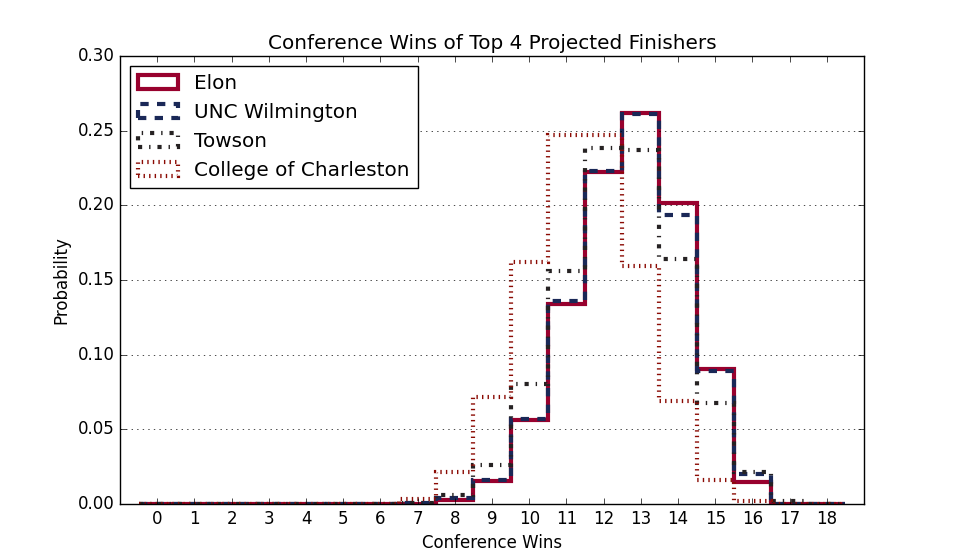 Conference Wins of Top 4 Projected Finishers
0.30
0.25
0.20
0.15
0.10
0.05
0.00
Probability
Elon
UNC Wilmington
Towson
College of Charleston
0 1 2 3 4 5 6 7 8 9 10 11 12 13 14 15 16 17 18
Conference Wins